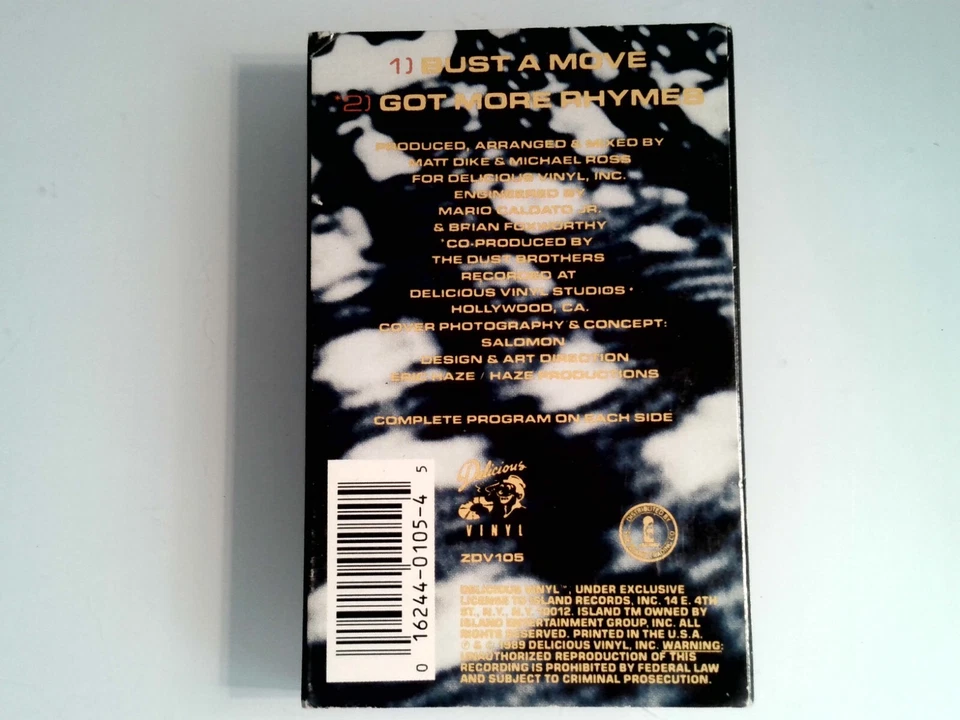 1) BUST A MOVE
*2) GOT MORE RHYMES
PRODUCED, ARRANGED & MIXED BY
MATT DIKE & MICHAEL ROSS
FOR DELICIOUS VINYL, INC.
ENGINEERED BY
MARIO CALDATO JR.
& BRIAN FOXWORTHY
*CO-PRODUCED BY
THE DUST BROTHERS
RECORDED AT
DELICIOUS VINYL STUDIOS •
HOLLYWOOD, CA.
COVER PHOTOGRAPHY & CONCEPT:
SALOMON
DESIGN & ART DIRECTION
ERIC HAZE / HAZE PRODUCTIONS
COMPLETE PROGRAM ON EACH SIDE
Delicious
VINYL
ZDV105
DISTRIBUTED BY
0 16244-0105-4 5
DELICIOUS VINYL™, UNDER EXCLUSIVE
LICENSE TO ISLAND RECORDS, INC. 14 E. 4TH
ST., N.Y., N.Y. 10012. ISLAND TM OWNED BY
ISLAND ENTERTAINMENT GROUP, INC. ALL
RIGHTS RESERVED. PRINTED IN THE U.S.A.
© & ℗ 1989 DELICIOUS VINYL, INC. WARNING:
UNAUTHORIZED REPRODUCTION OF THIS
RECORDING IS PROHIBITED BY FEDERAL LAW
AND SUBJECT TO CRIMINAL PROSECUTION.